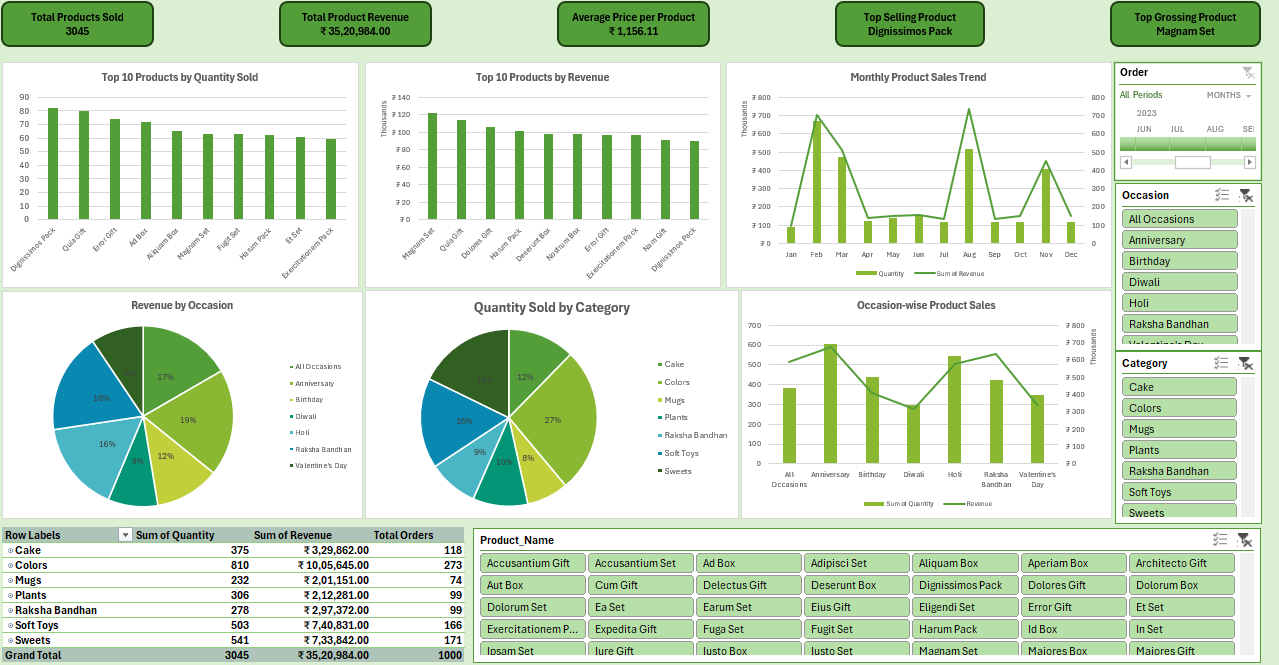 Total Products Sold
3045
Total Product Revenue
₹ 35,20,984.00
Average Price per Product
₹ 1,156.11
Top Selling Product
Dignissimos Pack
Top Grossing Product
Magnam Set
Top 10 Products by Quantity Sold
90
80
70
60
50
40
30
20
10
0
Dignissimos Pack
Quia Gift
Error Gift
Ad Box
Aliquam Box
Magnam Set
Fugit Set
Harum Pack
Et Set
Exercitationem Pack
Top 10 Products by Revenue
Thousands
₹ 140
₹ 120
₹ 100
₹ 80
₹ 60
₹ 40
₹ 20
₹ 0
Magnam Set
Quia Gift
Dolores Gift
Harum Pack
Deserunt Box
Nostrum Box
Error Gift
Exercitationem Pack
Nam Gift
Dignissimos Pack
Monthly Product Sales Trend
Thousands
₹ 800
₹ 700
₹ 600
₹ 500
₹ 400
₹ 300
₹ 200
₹ 100
₹ 0
800
700
600
500
400
300
200
100
0
Jan Feb Mar Apr May Jun Jul Aug Sep Oct Nov Dec
Quantity Sum of Revenue
Order
All Periods MONTHS
2023
JUN JUL AUG SEI
Occasion
All Occasions
Anniversary
Birthday
Diwali
Holi
Raksha Bandhan
Valentine's Day
Revenue by Occasion
17%
19%
12%
9%
16%
18%
All Occasions
Anniversary
Birthday
Diwali
Holi
Raksha Bandhan
Valentine's Day
Quantity Sold by Category
12%
27%
8%
10%
9%
16%
Cake
Colors
Mugs
Plants
Raksha Bandhan
Soft Toys
Sweets
Occasion-wise Product Sales
700
600
500
400
300
200
100
0
₹ 800
₹ 700
₹ 600
₹ 500
₹ 400
₹ 300
₹ 200
₹ 100
₹ 0
Thousands
All Occasions
Anniversary
Birthday
Diwali
Holi
Raksha Bandhan
Valentine's Day
Sum of Quantity Revenue
Category
Cake
Colors
Mugs
Plants
Raksha Bandhan
Soft Toys
Sweets
Row Labels Sum of Quantity Sum of Revenue Total Orders
Cake 375 ₹ 3,29,862.00 118
Colors 810 ₹ 10,05,645.00 273
Mugs 232 ₹ 2,01,151.00 74
Plants 306 ₹ 2,12,281.00 99
Raksha Bandhan 278 ₹ 2,97,372.00 99
Soft Toys 503 ₹ 7,40,831.00 166
Sweets 541 ₹ 7,33,842.00 171
Grand Total 3045 ₹ 35,20,984.00 1000
Product_Name
Accusantium Gift Accusantium Set Ad Box Adipisci Set Aliquam Box Aperiam Box Architecto Gift
Aut Box Cum Gift Delectus Gift Deserunt Box Dignissimos Pack Dolores Gift Dolorum Box
Dolorum Set Ea Set Earum Set Eius Gift Eligendi Set Error Gift Et Set
Exercitationem P... Expedita Gift Fuga Set Fugit Set Harum Pack Id Box In Set
Ipsam Set Iure Gift Iusto Box Iusto Set Magnam Set Maiores Box Maiores Gift